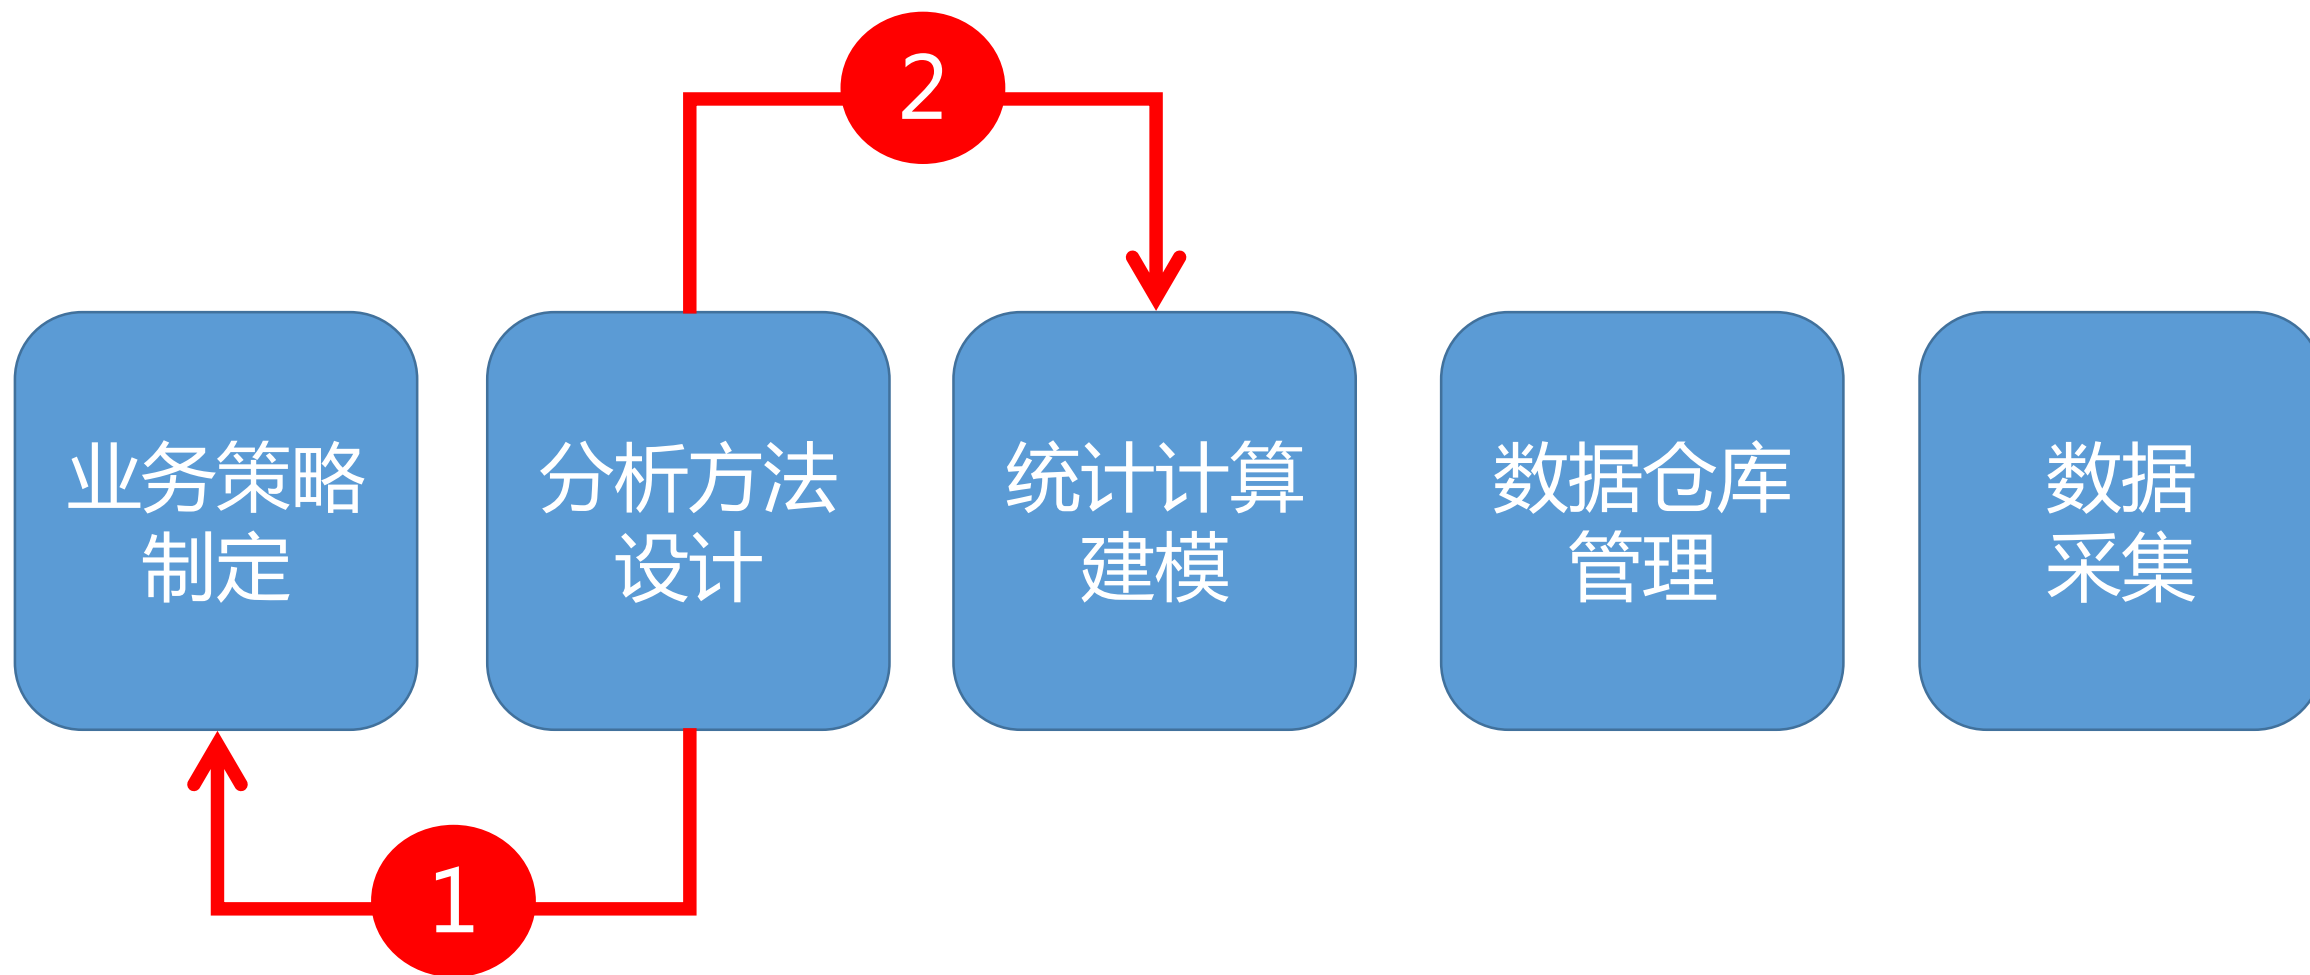 2
业务策略
制定
分析方法
设计
统计计算
建模
数据仓库
管理
数据
采集
1